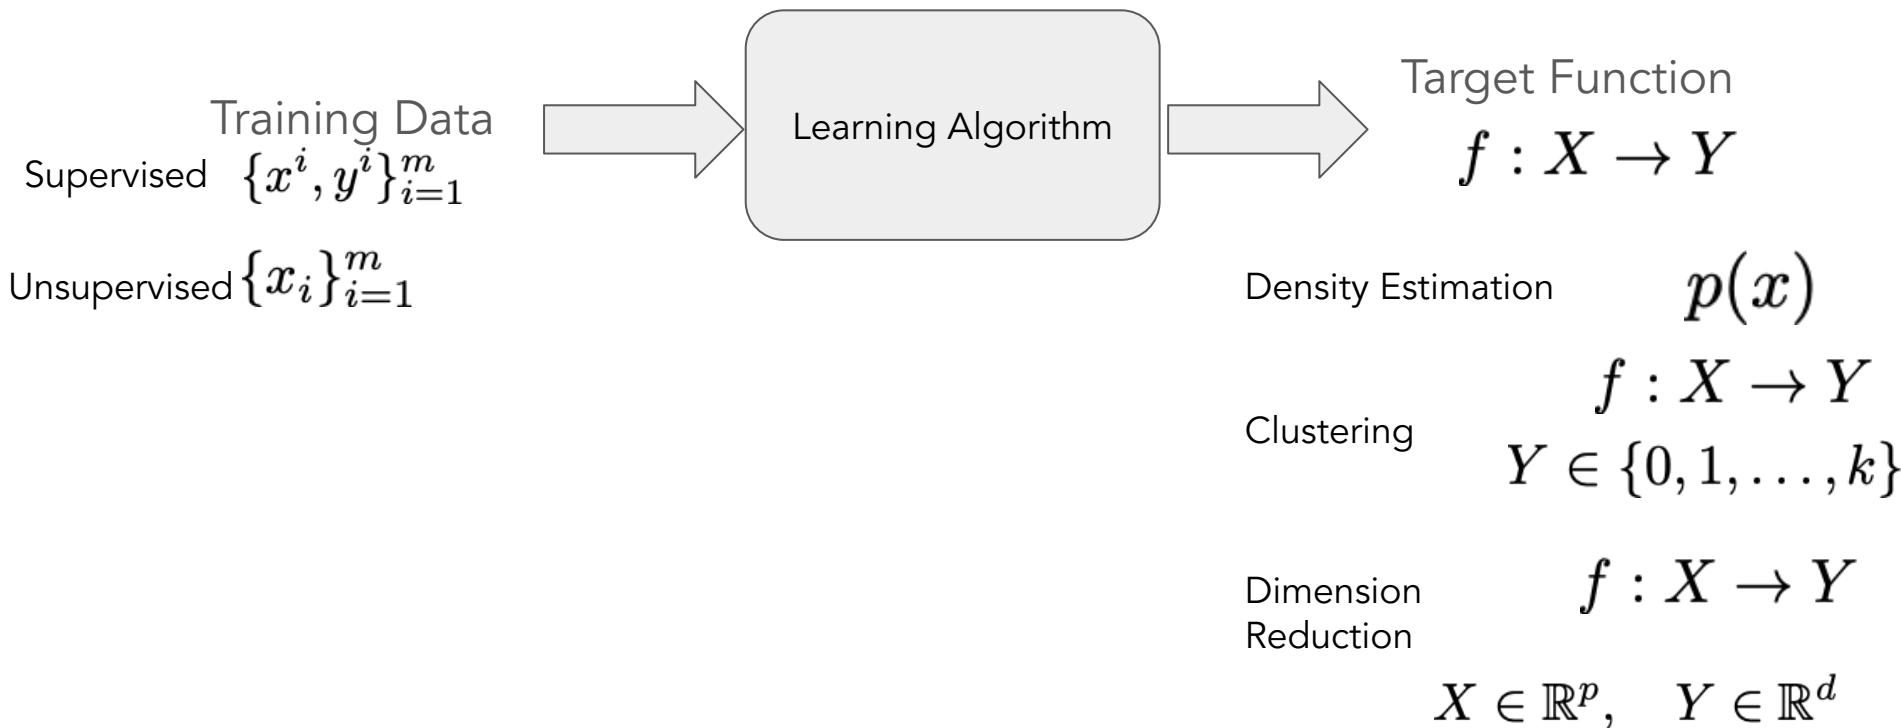 Training Data
Supervised {x^i, y^i}_{i=1}^m
Unsupervised {x_i}_{i=1}^m
Learning Algorithm
Target Function
f : X → Y
Density Estimation p(x)
Clustering
f : X → Y
Y ∈ {0, 1, . . . , k}
Dimension
Reduction
f : X → Y
X ∈ ℝ^p, Y ∈ ℝ^d